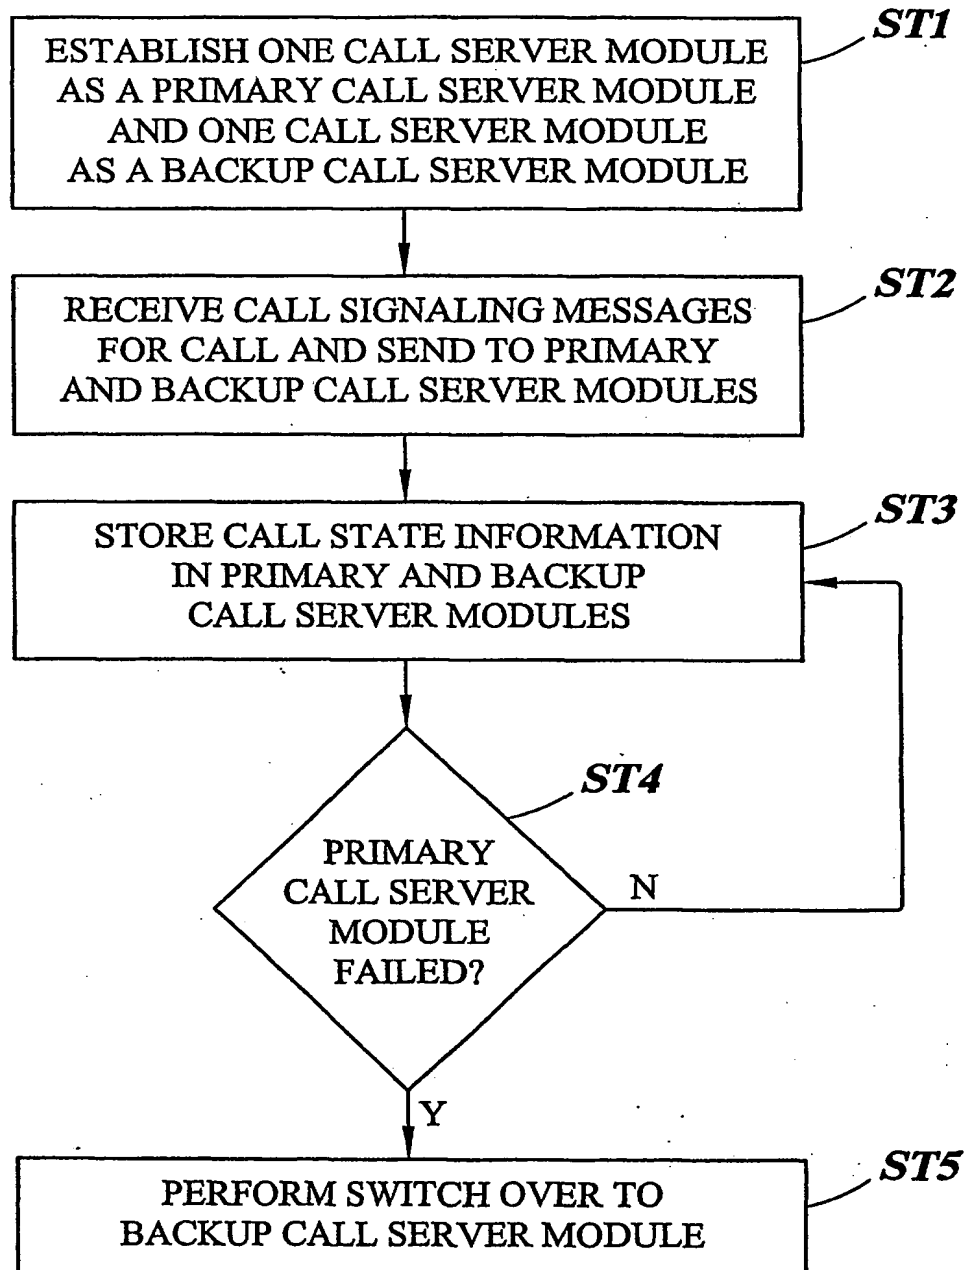 ST1
ESTABLISH ONE CALL SERVER MODULE
AS A PRIMARY CALL SERVER MODULE
AND ONE CALL SERVER MODULE
AS A BACKUP CALL SERVER MODULE
ST2
RECEIVE CALL SIGNALING MESSAGES
FOR CALL AND SEND TO PRIMARY
AND BACKUP CALL SERVER MODULES
ST3
STORE CALL STATE INFORMATION
IN PRIMARY AND BACKUP
CALL SERVER MODULES
ST4
PRIMARY
CALL SERVER
MODULE
FAILED?
N
Y
ST5
PERFORM SWITCH OVER TO
BACKUP CALL SERVER MODULE